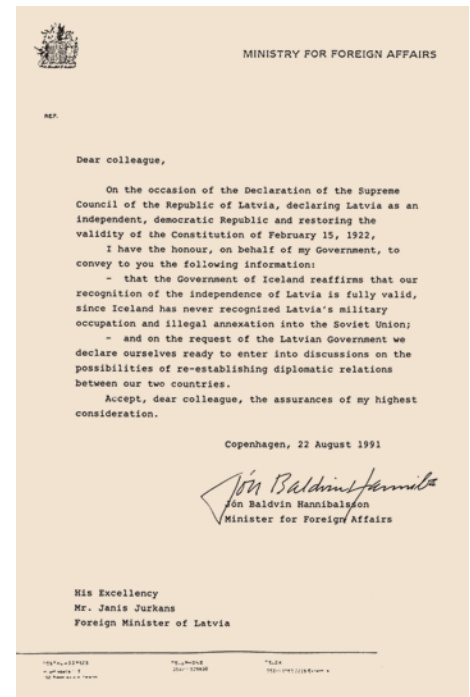 MINISTRY FOR FOREIGN AFFAIRS
REF.
Dear colleague,
On the occasion of the Declaration of the Supreme
Council of the Republic of Latvia, declaring Latvia as an
independent, democratic Republic and restoring the
validity of the Constitution of February 15, 1922,
I have the honour, on behalf of my Government, to
convey to you the following information:
- that the Government of Iceland reaffirms that our
recognition of the independence of Latvia is fully valid,
since Iceland has never recognized Latvia's military
occupation and illegal annexation into the Soviet Union;
- and on the request of the Latvian Government we
declare ourselves ready to enter into discussions on the
possibilities of re-establishing diplomatic relations
between our two countries.
Accept, dear colleague, the assurances of my highest
consideration.
Copenhagen, 22 August 1991
Jón Baldvin Hannibalsson
Jón Baldvin Hannibalsson
Minister for Foreign Affairs
His Excellency
Mr. Janis Jurkans
Foreign Minister of Latvia